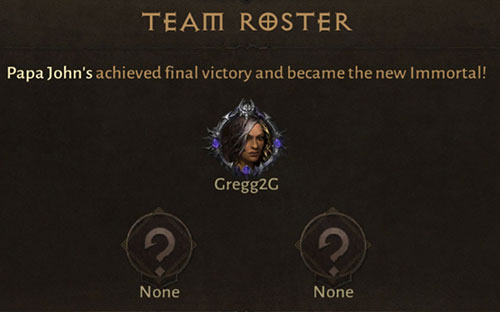 TEAM ROSTER
Papa John's achieved final victory and became the new Immortal!
Gregg2G
?
?
None
None